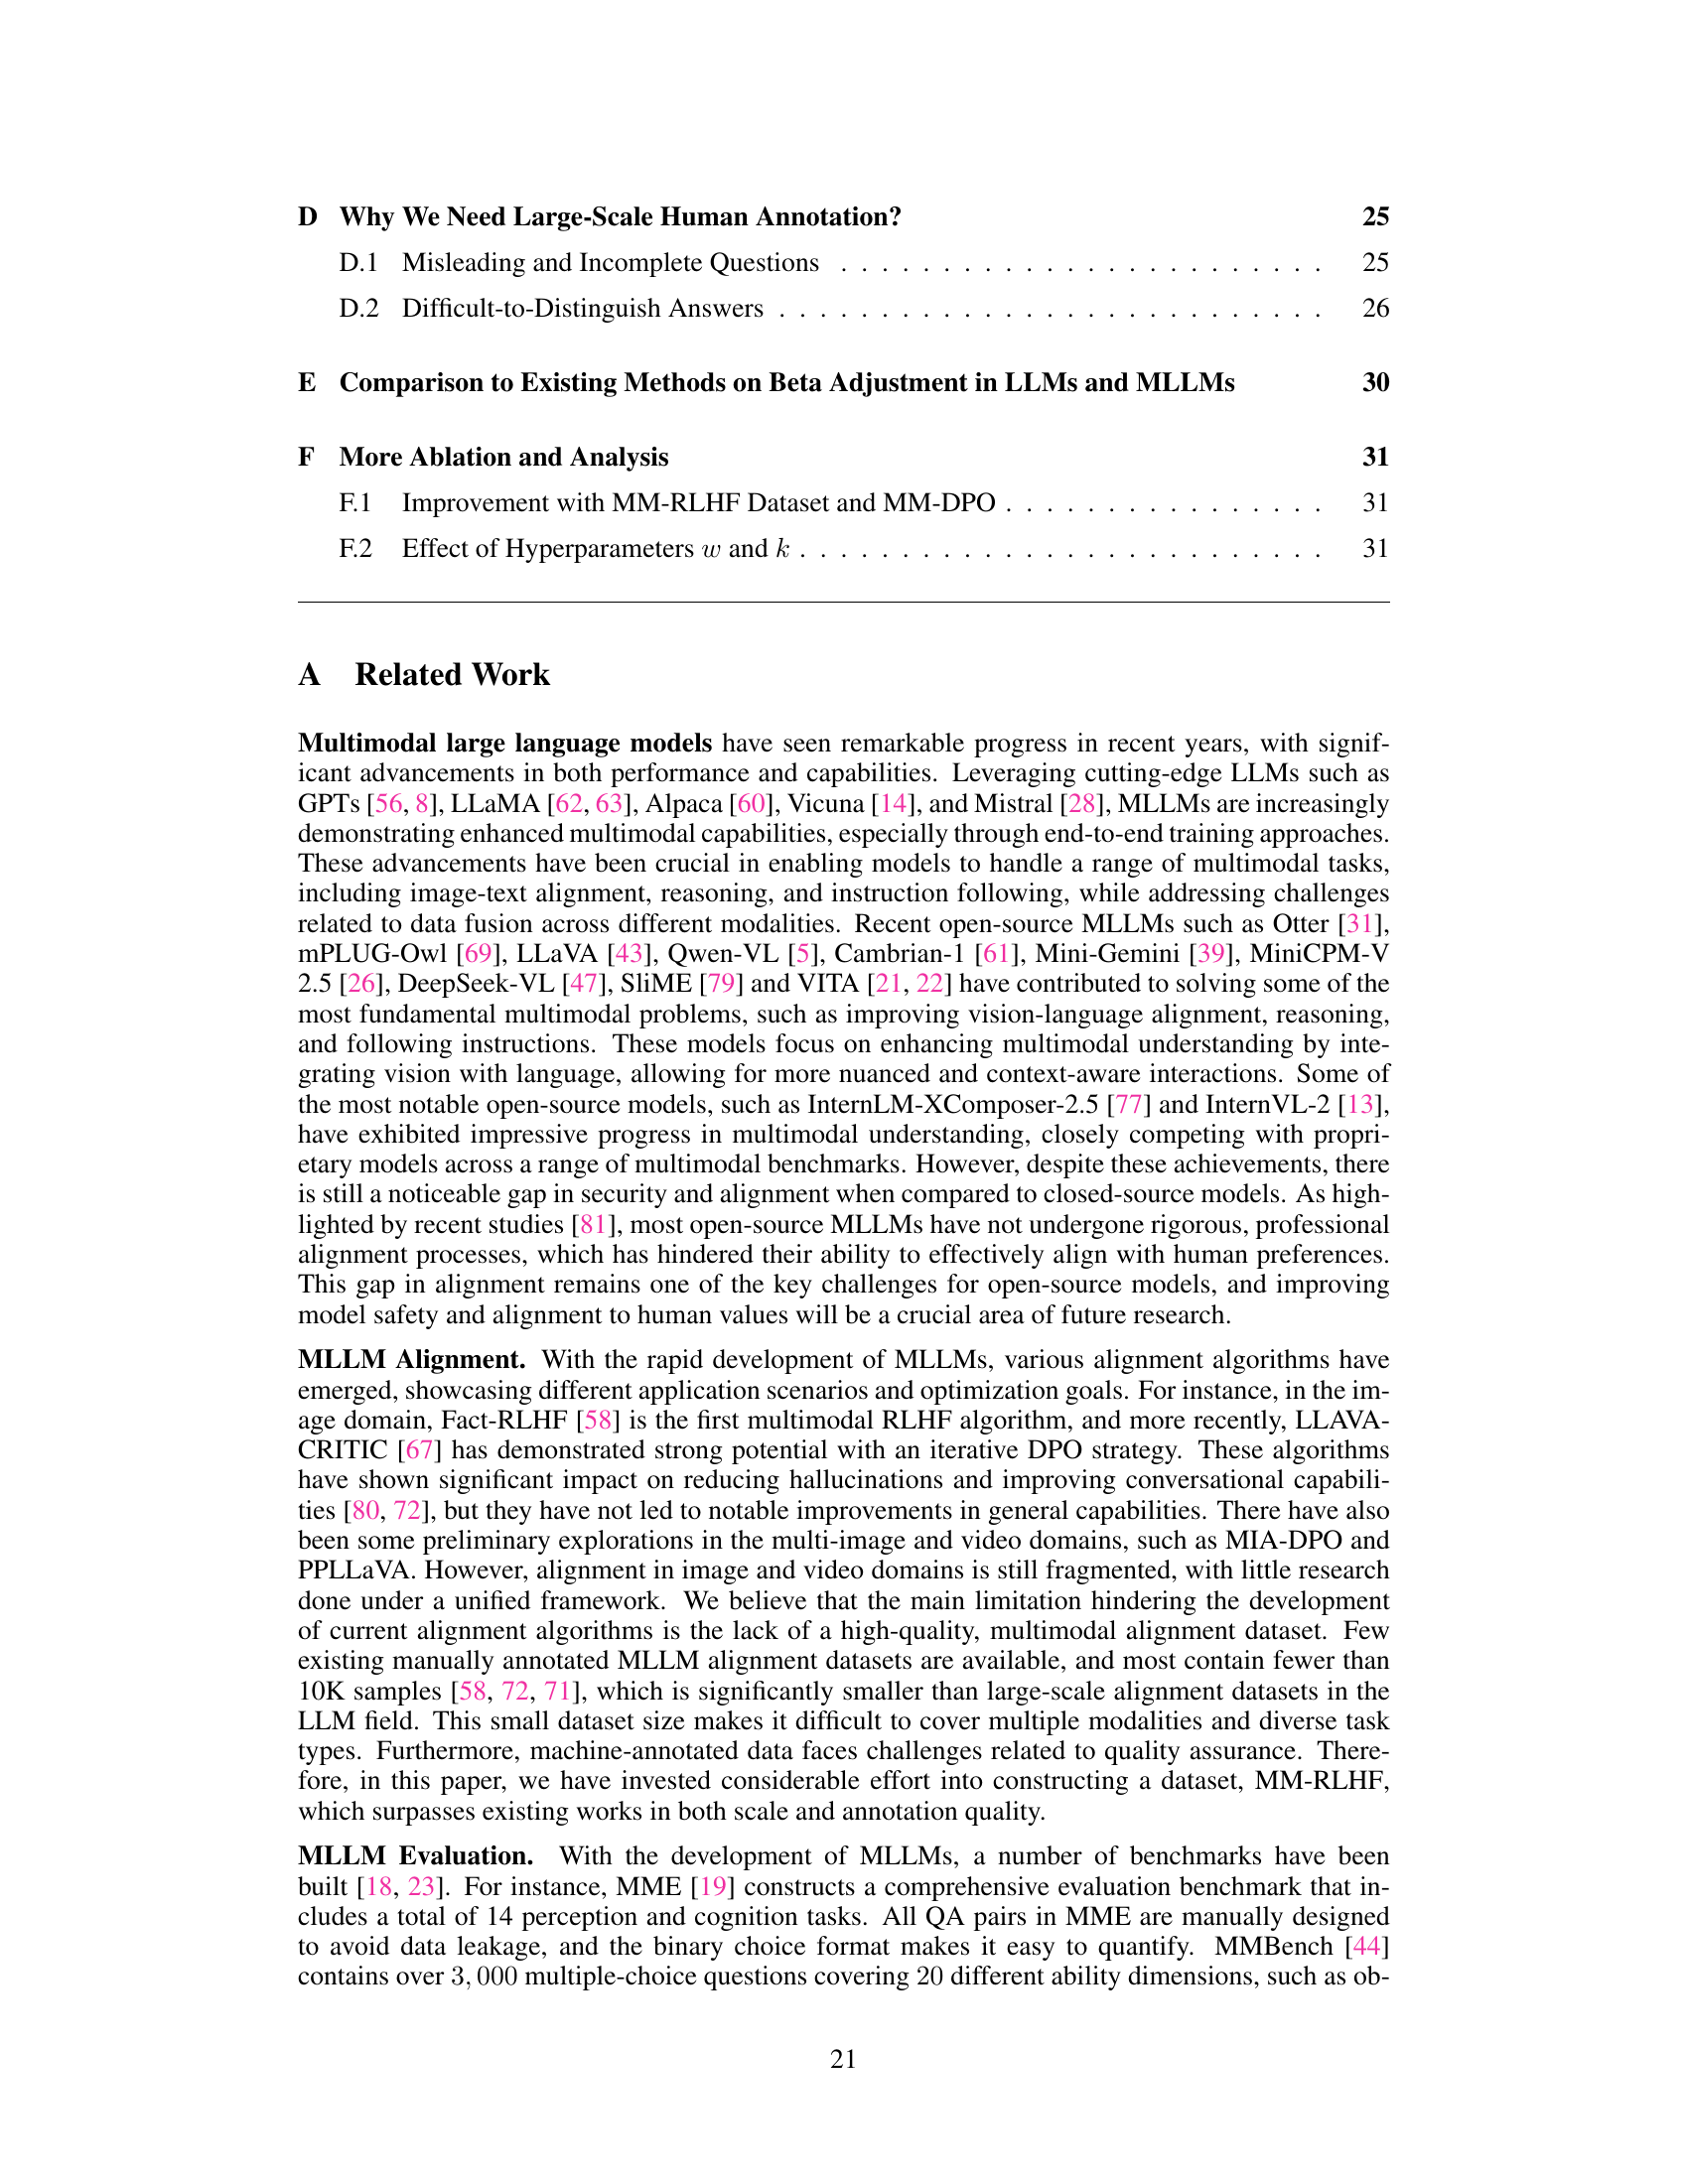 D Why We Need Large-Scale Human Annotation? 25
D.1 Misleading and Incomplete Questions . . . . . . . . . . . . . . . . . . . . . . . . 25
D.2 Difficult-to-Distinguish Answers . . . . . . . . . . . . . . . . . . . . . . . . . . . 26
E Comparison to Existing Methods on Beta Adjustment in LLMs and MLLMs 30
F More Ablation and Analysis 31
F.1 Improvement with MM-RLHF Dataset and MM-DPO . . . . . . . . . . . . . . . . 31
F.2 Effect of Hyperparameters w and k . . . . . . . . . . . . . . . . . . . . . . . . . . 31
A Related Work
Multimodal large language models have seen remarkable progress in recent years, with signif-
icant advancements in both performance and capabilities. Leveraging cutting-edge LLMs such as
GPTs [56, 8], LLaMA [62, 63], Alpaca [60], Vicuna [14], and Mistral [28], MLLMs are increasingly
demonstrating enhanced multimodal capabilities, especially through end-to-end training approaches.
These advancements have been crucial in enabling models to handle a range of multimodal tasks,
including image-text alignment, reasoning, and instruction following, while addressing challenges
related to data fusion across different modalities. Recent open-source MLLMs such as Otter [31],
mPLUG-Owl [69], LLaVA [43], Qwen-VL [5], Cambrian-1 [61], Mini-Gemini [39], MiniCPM-V
2.5 [26], DeepSeek-VL [47], SliME [79] and VITA [21, 22] have contributed to solving some of the
most fundamental multimodal problems, such as improving vision-language alignment, reasoning,
and following instructions. These models focus on enhancing multimodal understanding by inte-
grating vision with language, allowing for more nuanced and context-aware interactions. Some of
the most notable open-source models, such as InternLM-XComposer-2.5 [77] and InternVL-2 [13],
have exhibited impressive progress in multimodal understanding, closely competing with propri-
etary models across a range of multimodal benchmarks. However, despite these achievements, there
is still a noticeable gap in security and alignment when compared to closed-source models. As high-
lighted by recent studies [81], most open-source MLLMs have not undergone rigorous, professional
alignment processes, which has hindered their ability to effectively align with human preferences.
This gap in alignment remains one of the key challenges for open-source models, and improving
model safety and alignment to human values will be a crucial area of future research.
MLLM Alignment. With the rapid development of MLLMs, various alignment algorithms have
emerged, showcasing different application scenarios and optimization goals. For instance, in the im-
age domain, Fact-RLHF [58] is the first multimodal RLHF algorithm, and more recently, LLAVA-
CRITIC [67] has demonstrated strong potential with an iterative DPO strategy. These algorithms
have shown significant impact on reducing hallucinations and improving conversational capabili-
ties [80, 72], but they have not led to notable improvements in general capabilities. There have also
been some preliminary explorations in the multi-image and video domains, such as MIA-DPO and
PPLLaVA. However, alignment in image and video domains is still fragmented, with little research
done under a unified framework. We believe that the main limitation hindering the development
of current alignment algorithms is the lack of a high-quality, multimodal alignment dataset. Few
existing manually annotated MLLM alignment datasets are available, and most contain fewer than
10K samples [58, 72, 71], which is significantly smaller than large-scale alignment datasets in the
LLM field. This small dataset size makes it difficult to cover multiple modalities and diverse task
types. Furthermore, machine-annotated data faces challenges related to quality assurance. There-
fore, in this paper, we have invested considerable effort into constructing a dataset, MM-RLHF,
which surpasses existing works in both scale and annotation quality.
MLLM Evaluation. With the development of MLLMs, a number of benchmarks have been
built [18, 23]. For instance, MME [19] constructs a comprehensive evaluation benchmark that in-
cludes a total of 14 perception and cognition tasks. All QA pairs in MME are manually designed
to avoid data leakage, and the binary choice format makes it easy to quantify. MMBench [44]
contains over 3, 000 multiple-choice questions covering 20 different ability dimensions, such as ob-
21